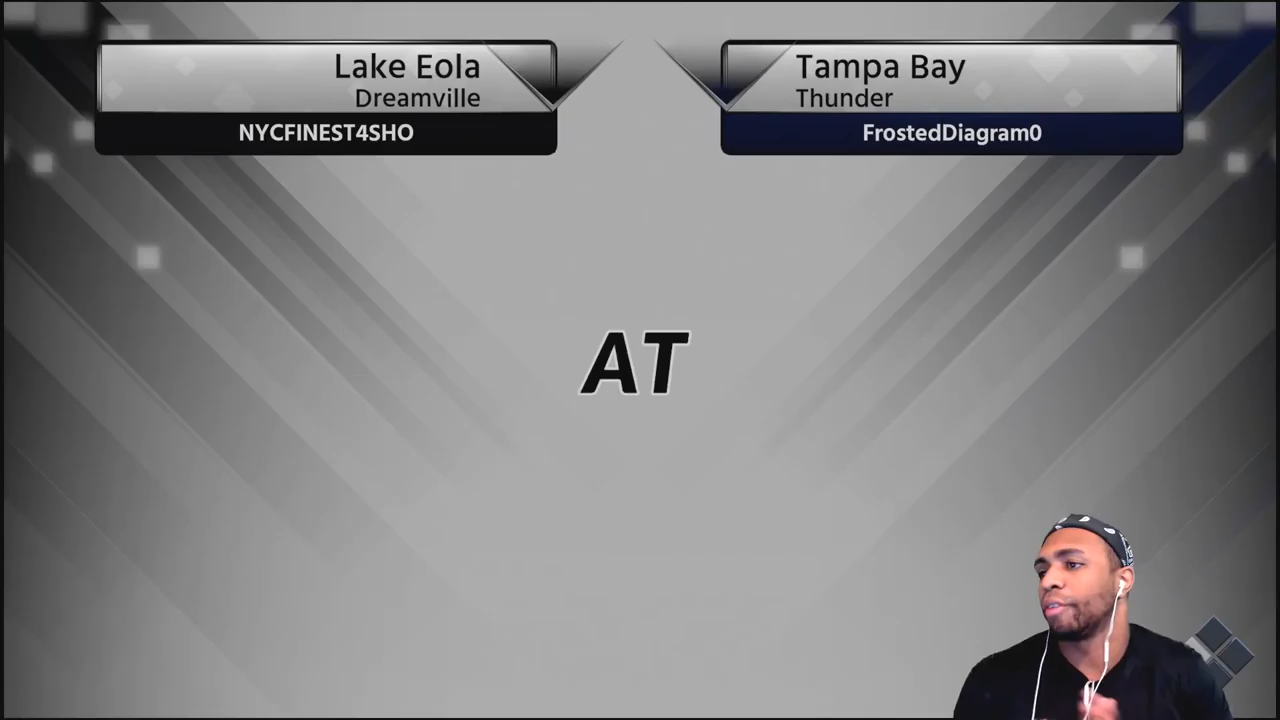 Lake Eola
Dreamville
NYCFINEST4SHO
Tampa Bay
Thunder
FrostedDiagram0
AT